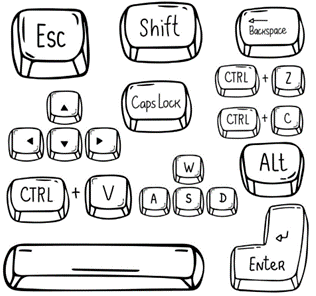 Esc
Shift
Backspace
CTRL + Z
Caps Lock
CTRL + C
Alt
W
CTRL + V
A S D
Enter